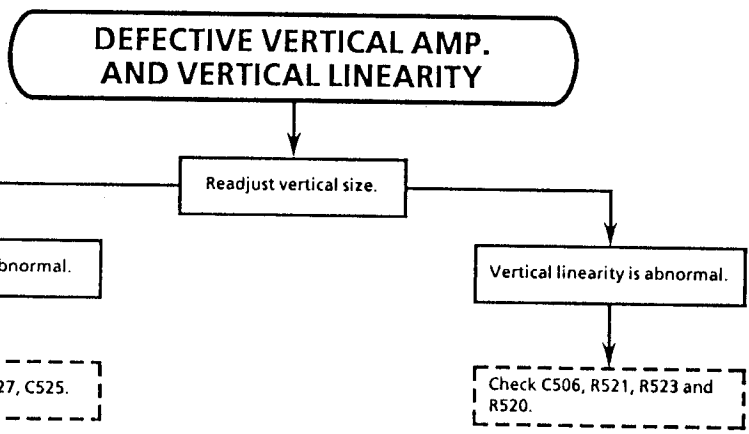 DEFECTIVE VERTICAL AMP.
AND VERTICAL LINEARITY
Readjust vertical size.
bnormal.
Vertical linearity is abnormal.
27, C525.
Check C506, R521, R523 and
R520.